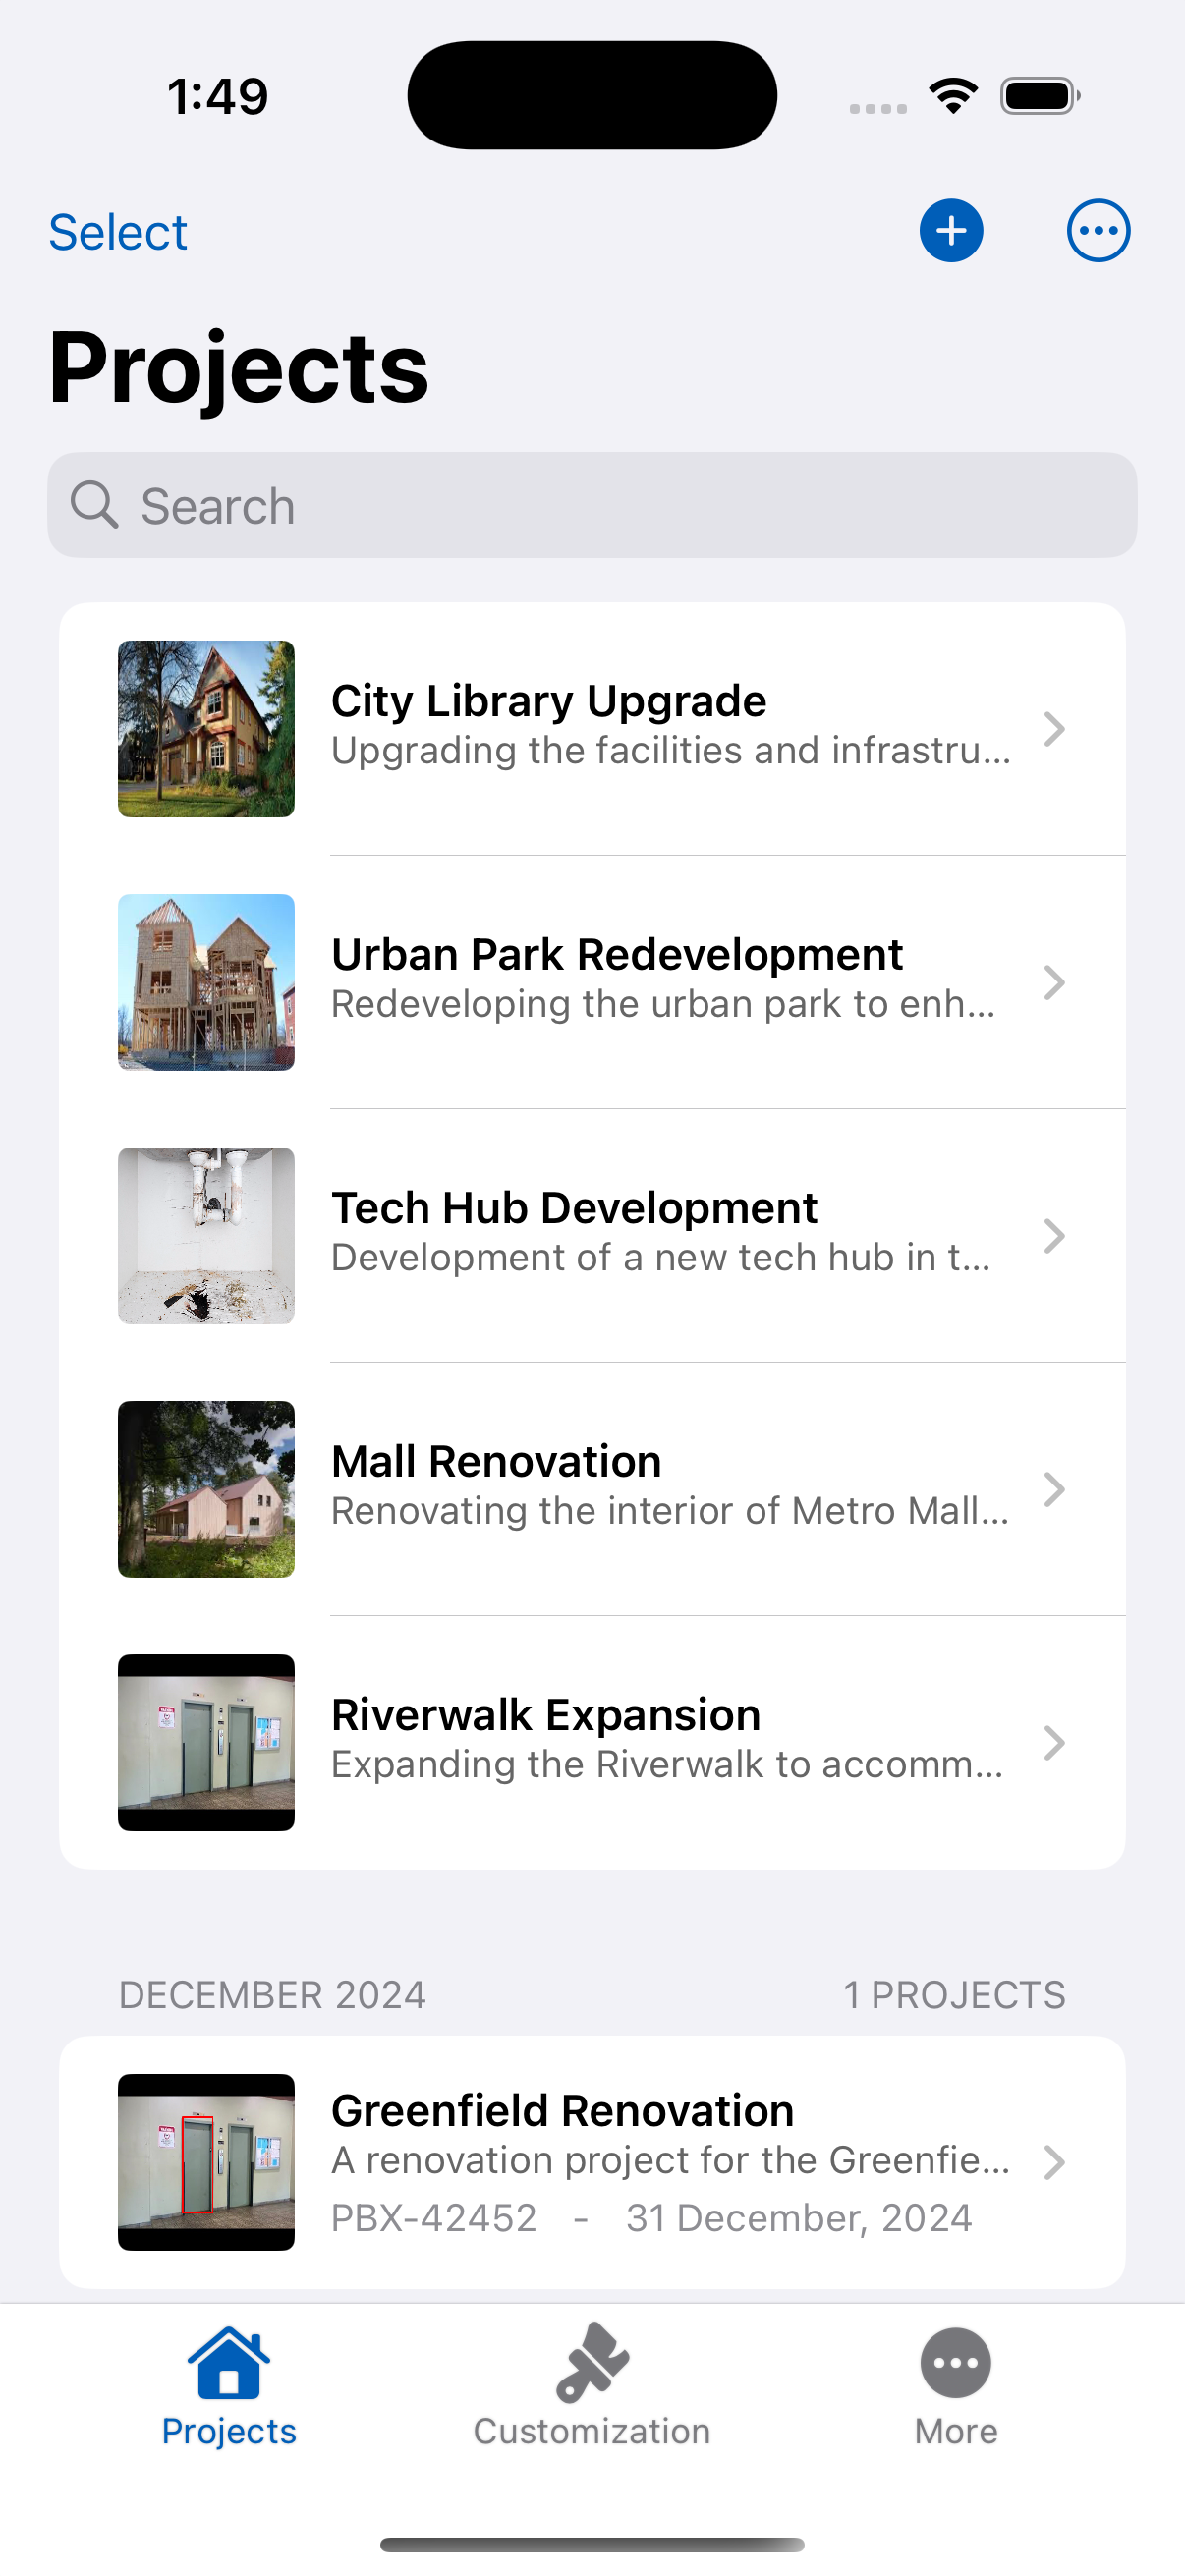 1:49
Select
Projects
Search
City Library Upgrade
Upgrading the facilities and infrastru...
Urban Park Redevelopment
Redeveloping the urban park to enh...
Tech Hub Development
Development of a new tech hub in t...
Mall Renovation
Renovating the interior of Metro Mall...
Riverwalk Expansion
Expanding the Riverwalk to accomm...
DECEMBER 2024 1 PROJECTS
Greenfield Renovation
A renovation project for the Greenfie...
PBX-42452 - 31 December, 2024
Projects Customization More